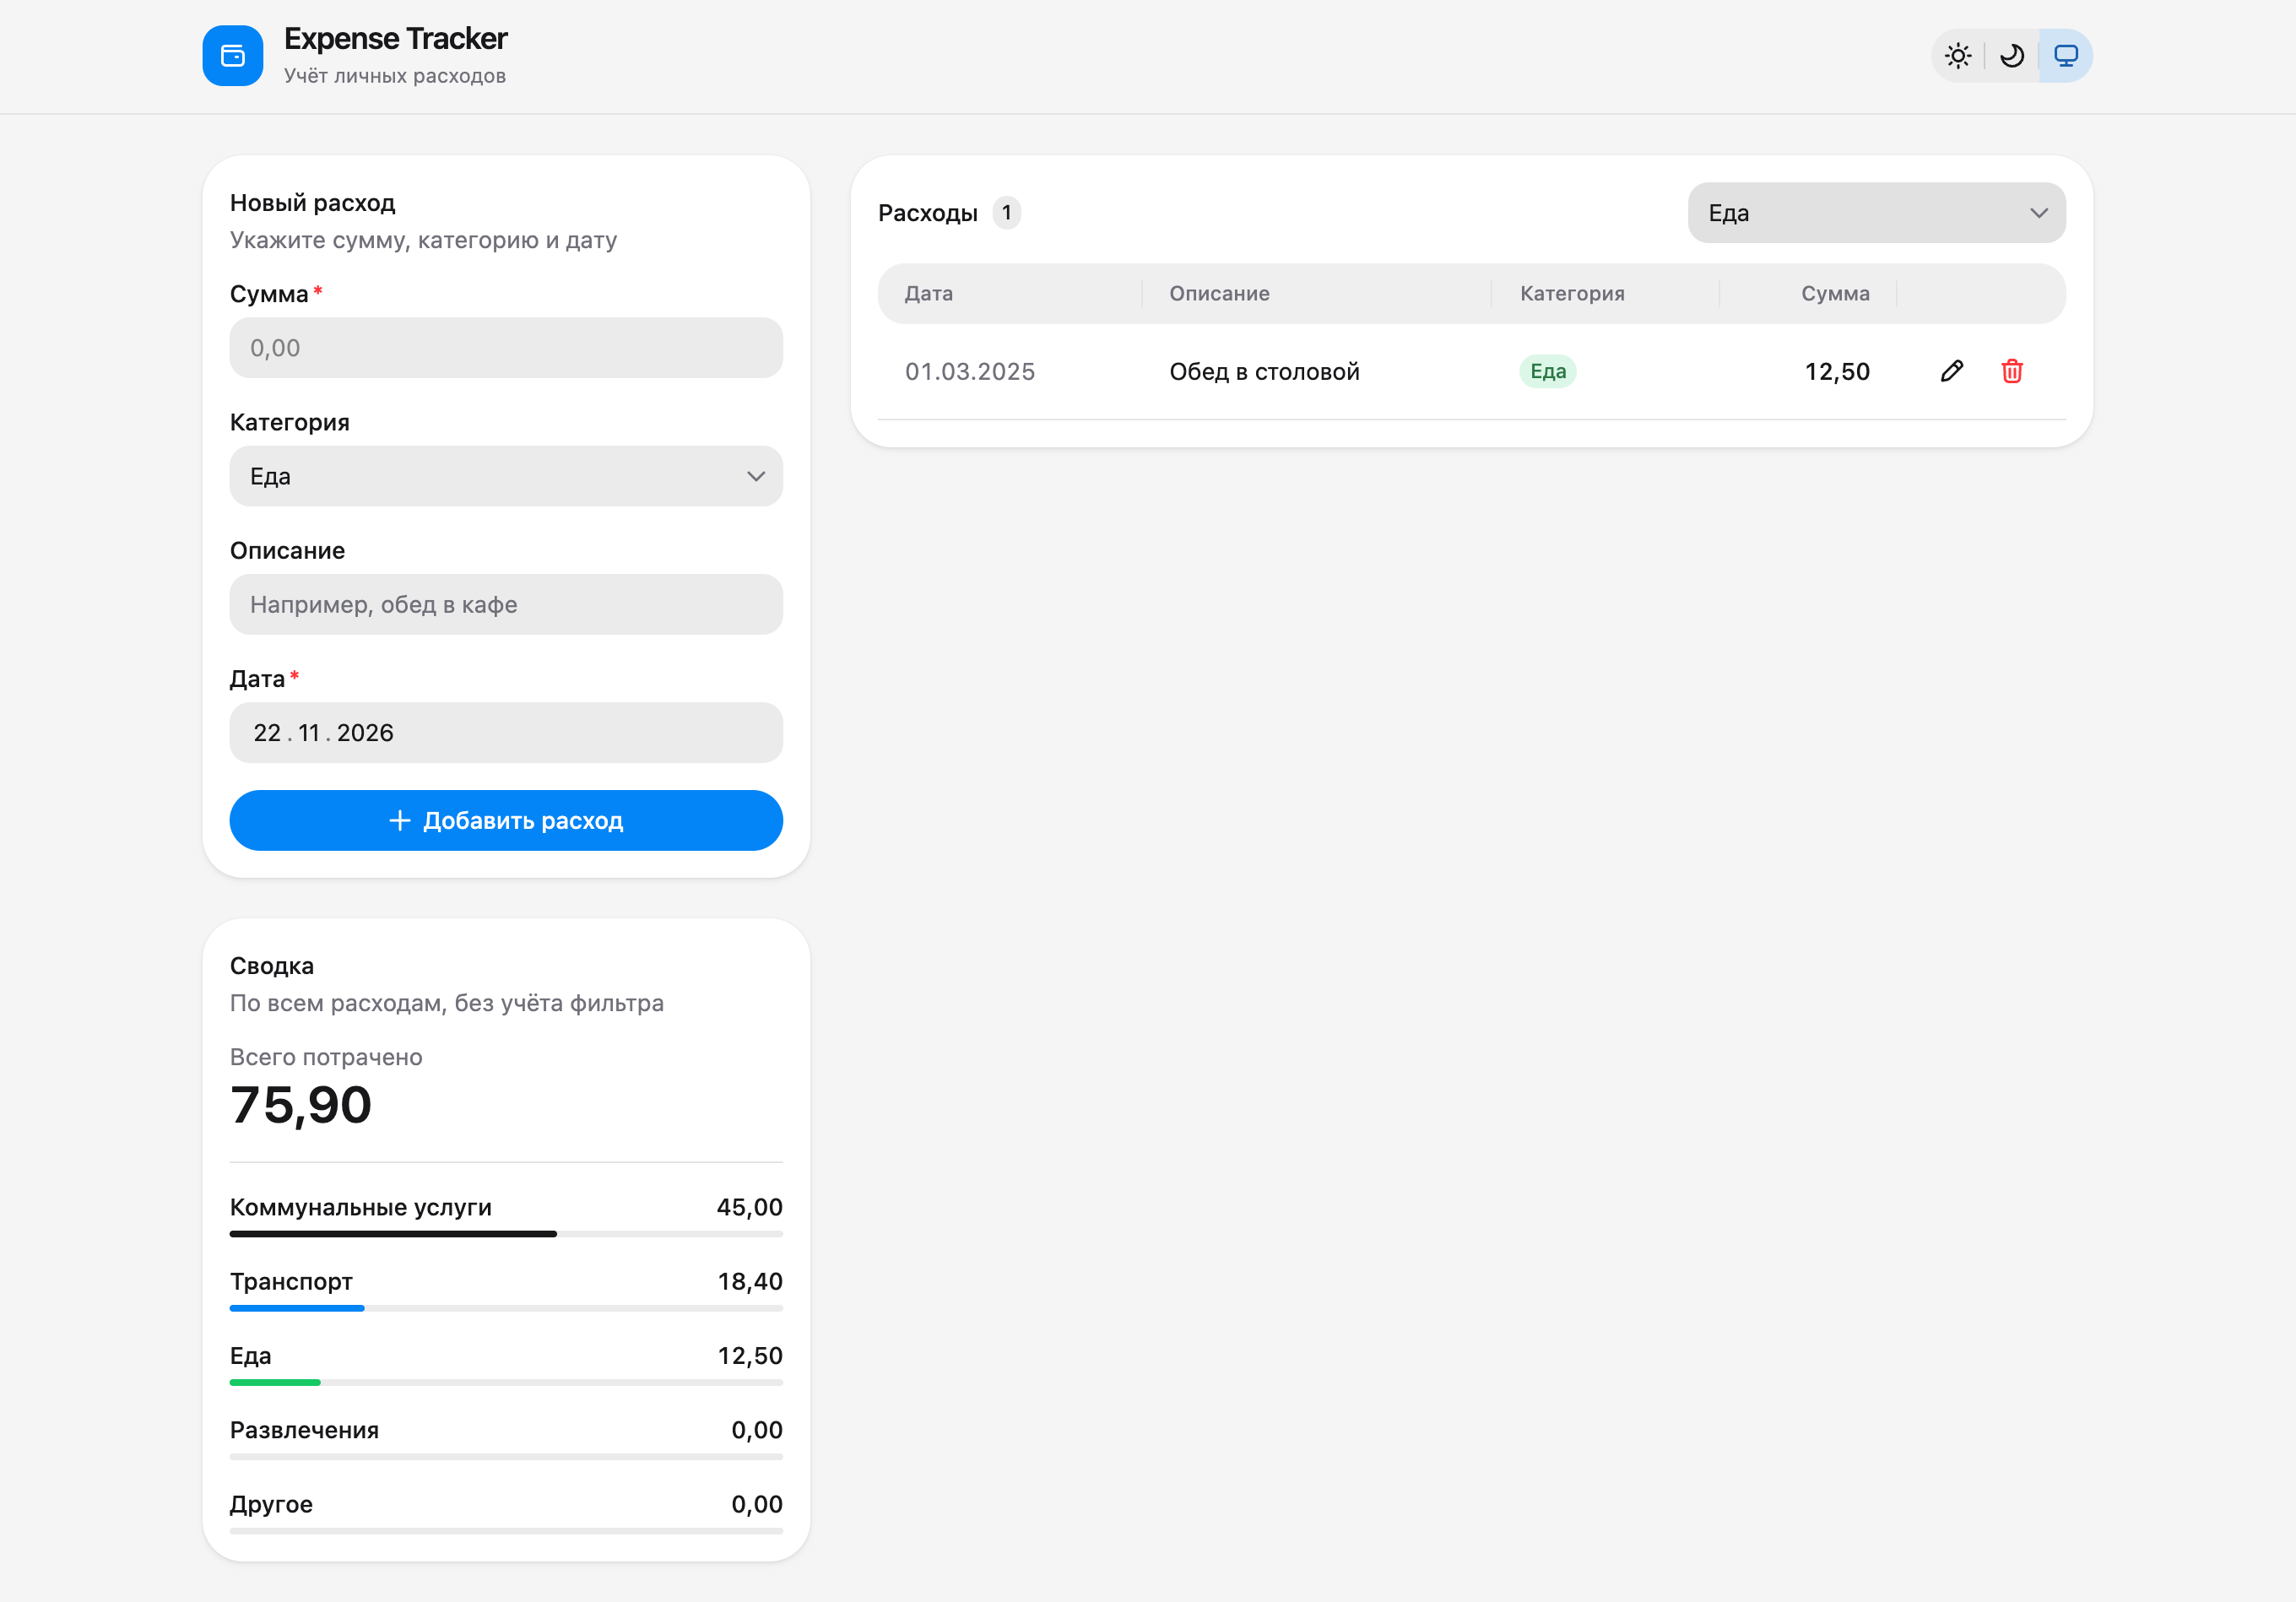 Expense Tracker
Учёт личных расходов
Новый расход
Укажите сумму, категорию и дату
Сумма*
0,00
Категория
Еда
Описание
Например, обед в кафе
Дата*
22 . 11 . 2026
Добавить расход
Сводка
По всем расходам, без учёта фильтра
Всего потрачено
75,90
Коммунальные услуги 45,00
Транспорт 18,40
Еда 12,50
Развлечения 0,00
Другое 0,00
Расходы 1 Еда
Дата Описание Категория Сумма
01.03.2025 Обед в столовой Еда 12,50